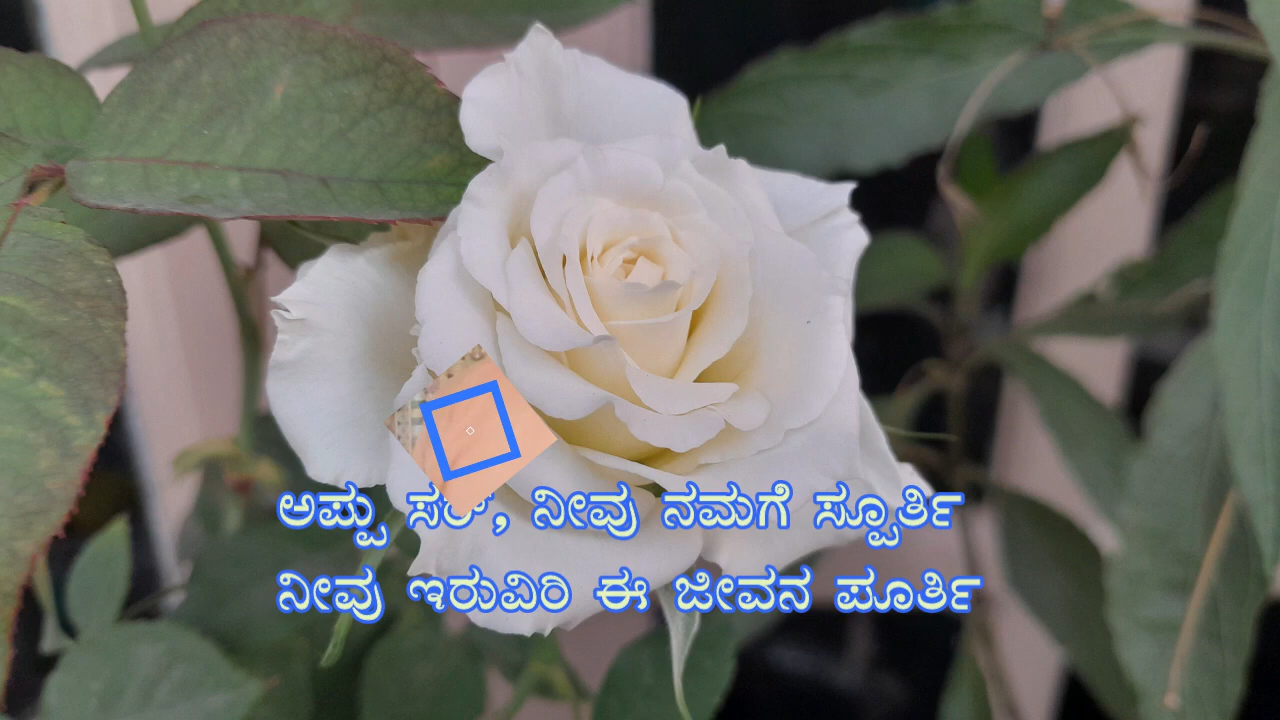 ಅಪ್ಪು ಸರ್, ನೀವು ನಮಗೆ ಸ್ಪೂರ್ತಿ
ನೀವು ಇರುವಿರಿ ಈ ಜೀವನ ಪೂರ್ತಿ